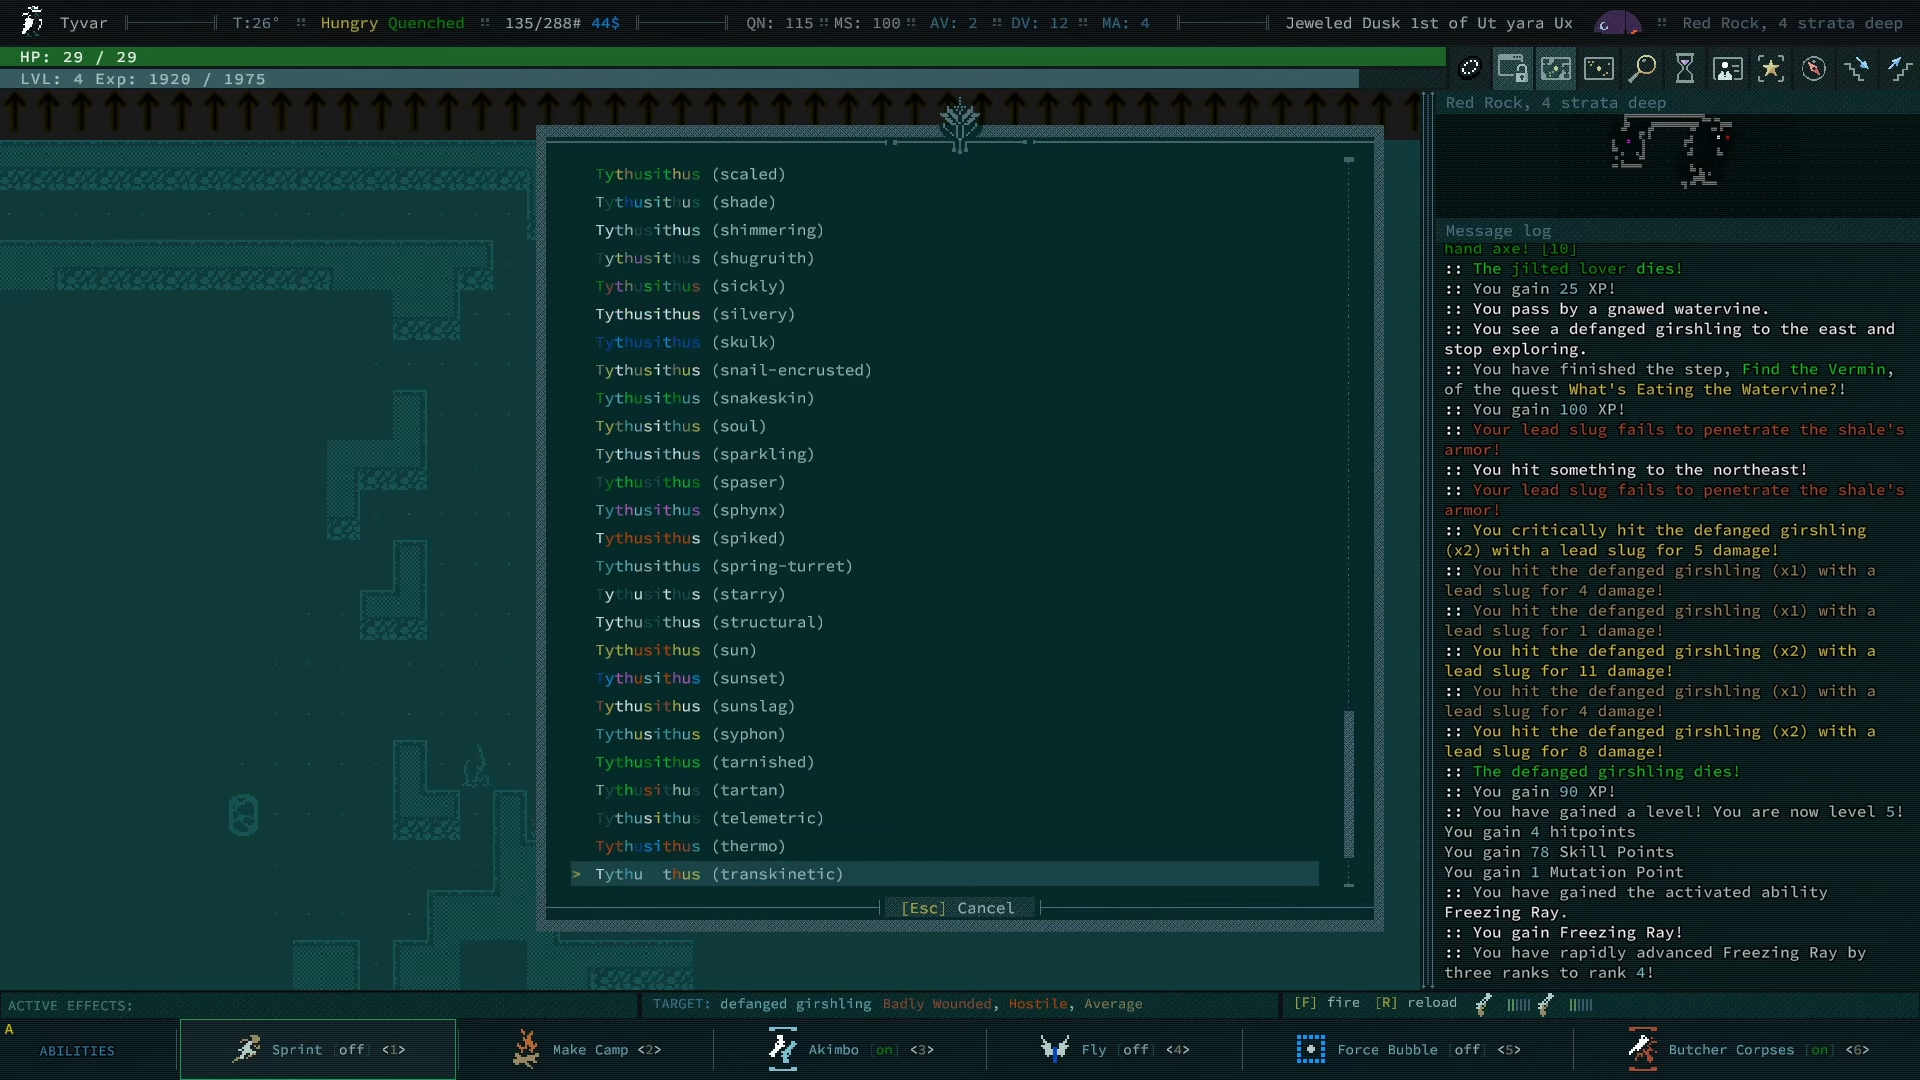 Tyvar T:26° :: Hungry Quenched :: 135/288# 44$ QN: 115 :: MS: 100 :: AV: 2 :: DV: 12 :: MA: 4 Jeweled Dusk 1st of Ut yara Ux :: Red Rock, 4 strata deep
HP: 29 / 29
LVL: 4 Exp: 1920 / 1975
Tythusithus (scaled)
Tythusithus (shade)
Tythusithus (shimmering)
Tythusithus (shugruith)
Tythusithus (sickly)
Tythusithus (silvery)
Tythusithus (skulk)
Tythusithus (snail-encrusted)
Tythusithus (snakeskin)
Tythusithus (soul)
Tythusithus (sparkling)
Tythusithus (spaser)
Tythusithus (sphynx)
Tythusithus (spiked)
Tythusithus (spring-turret)
Tythusithus (starry)
Tythusithus (structural)
Tythusithus (sun)
Tythusithus (sunset)
Tythusithus (sunslag)
Tythusithus (syphon)
Tythusithus (tarnished)
Tythusithus (tartan)
Tythusithus (telemetric)
Tythusithus (thermo)
> Tythu thus (transkinetic)
[Esc] Cancel
Red Rock, 4 strata deep
Message log
hand axe! [10]
:: The jilted lover dies!
:: You gain 25 XP!
:: You pass by a gnawed watervine.
:: You see a defanged girshling to the east and
stop exploring.
:: You have finished the step, Find the Vermin,
of the quest What's Eating the Watervine?!
:: You gain 100 XP!
:: Your lead slug fails to penetrate the shale's
armor!
:: You hit something to the northeast!
:: Your lead slug fails to penetrate the shale's
armor!
:: You critically hit the defanged girshling
(x2) with a lead slug for 5 damage!
:: You hit the defanged girshling (x1) with a
lead slug for 4 damage!
:: You hit the defanged girshling (x1) with a
lead slug for 1 damage!
:: You hit the defanged girshling (x2) with a
lead slug for 11 damage!
:: You hit the defanged girshling (x1) with a
lead slug for 4 damage!
:: You hit the defanged girshling (x2) with a
lead slug for 8 damage!
:: The defanged girshling dies!
:: You gain 90 XP!
:: You have gained a level! You are now level 5!
You gain 4 hitpoints
You gain 78 Skill Points
You gain 1 Mutation Point
:: You have gained the activated ability
Freezing Ray.
:: You gain Freezing Ray!
:: You have rapidly advanced Freezing Ray by
three ranks to rank 4!
ACTIVE EFFECTS: TARGET: defanged girshling Badly Wounded, Hostile, Average [F] fire [R] reload
A
ABILITIES Sprint [off] <1> Make Camp <2> Akimbo [on] <3> Fly [off] <4> Force Bubble [off] <5> Butcher Corpses [on] <6>